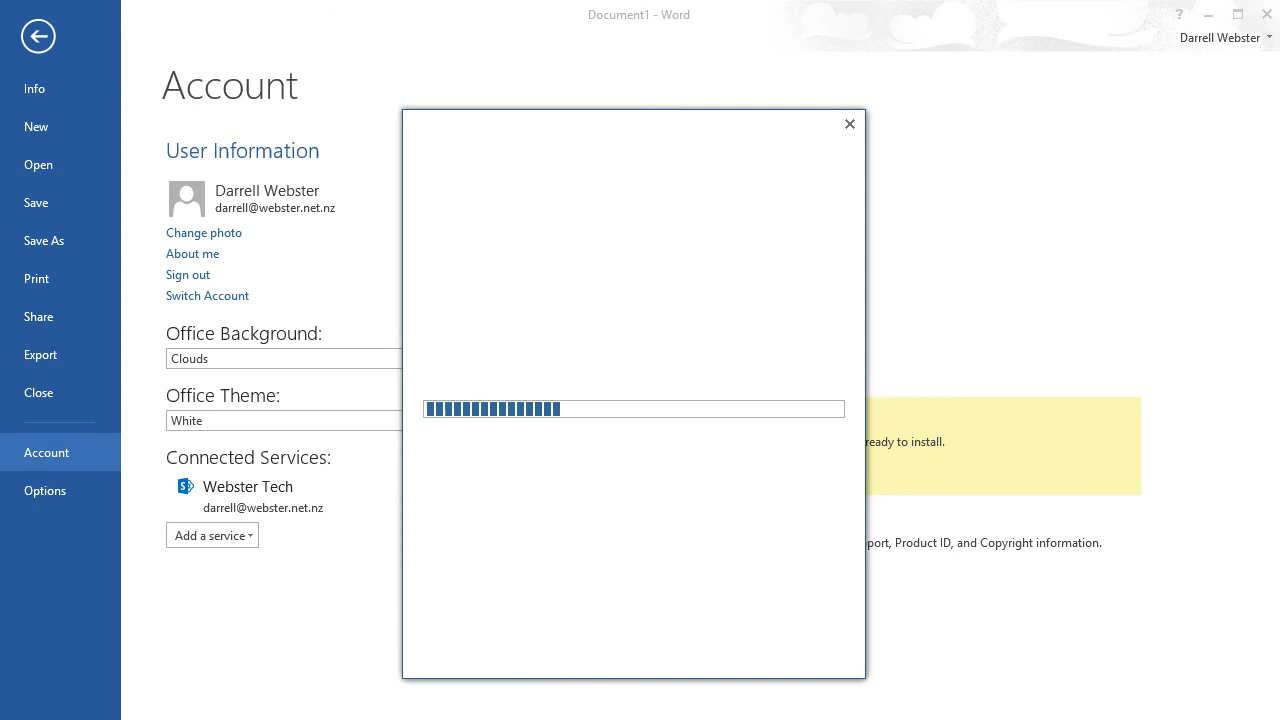 Document1 - Word
?
Darrell Webster
Info
New
Open
Save
Save As
Print
Share
Export
Close
Account
Options
Account
User Information
Darrell Webster
darrell@webster.net.nz
Change photo
About me
Sign out
Switch Account
Office Background:
Clouds
Office Theme:
White
Connected Services:
Webster Tech
darrell@webster.net.nz
Add a service
ready to install.
port, Product ID, and Copyright information.